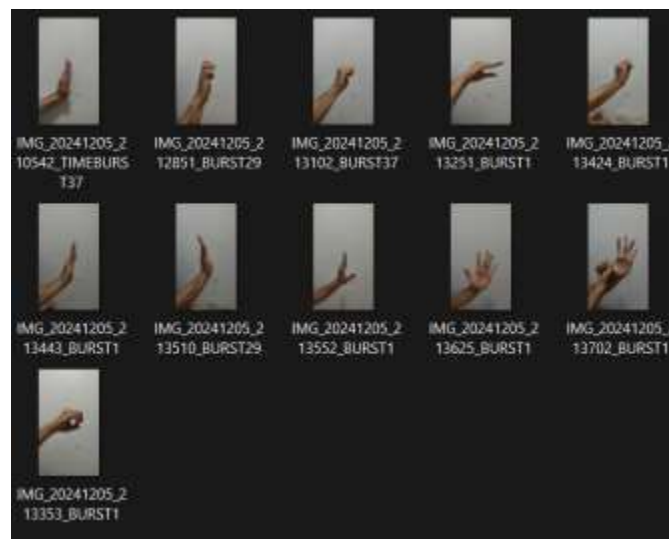 IMG_20241205_2
10542_TIMEBURS
T37
IMG_20241205_2
12851_BURST29
IMG_20241205_2
13102_BURST37
IMG_20241205_2
13251_BURST1
IMG_20241205_
13424_BURST1
IMG_20241205_2
13443_BURST1
IMG_20241205_2
13510_BURST29
IMG_20241205_2
13552_BURST1
IMG_20241205_2
13625_BURST1
IMG_20241205_
13702_BURST1
IMG_20241205_2
13353_BURST1